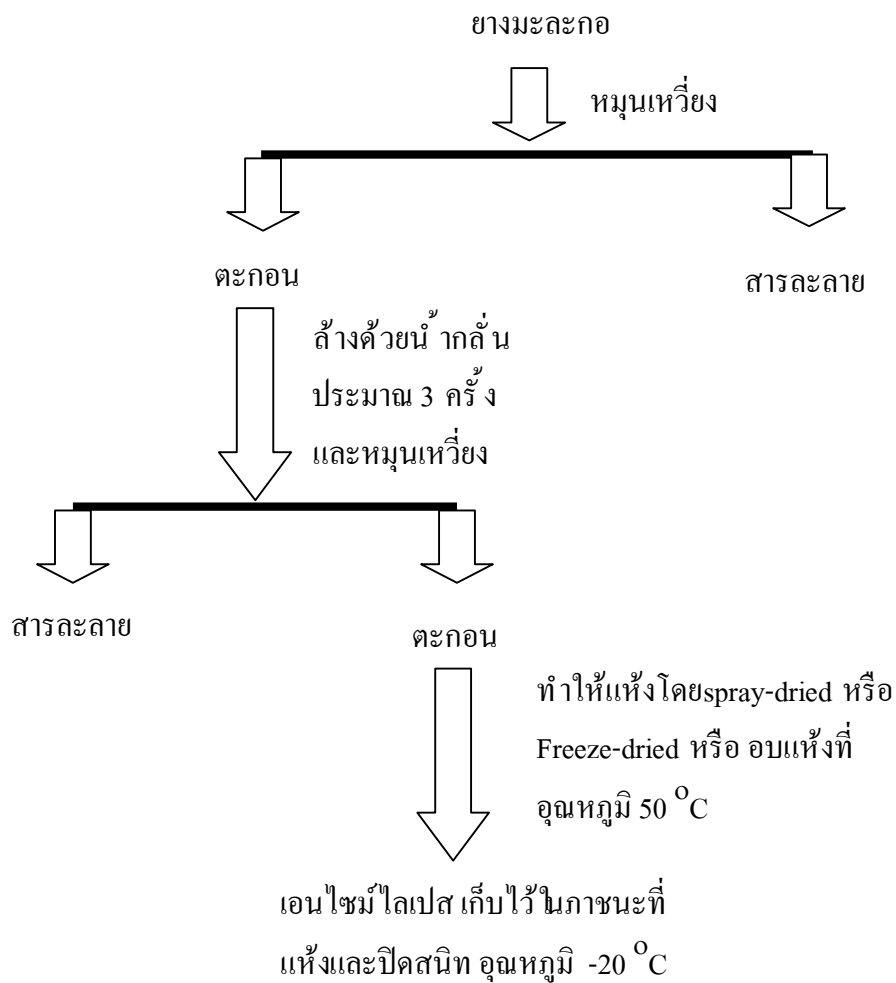 ยางมะละกอ
หมุนเหวี่ยง
ตะกอน
สารละลาย
ล้างด้วยน้ำกลั่น
ประมาณ 3 ครั้ง
และหมุนเหวี่ยง
สารละลาย
ตะกอน
ทำให้แห้งโดยspray-dried หรือ
Freeze-dried หรือ อบแห้งที่
อุณหภูมิ 50 °C
เอนไซม์ไลเปส เก็บไว้ในภาชนะที่
แห้งและปิดสนิท อุณหภูมิ -20 °C